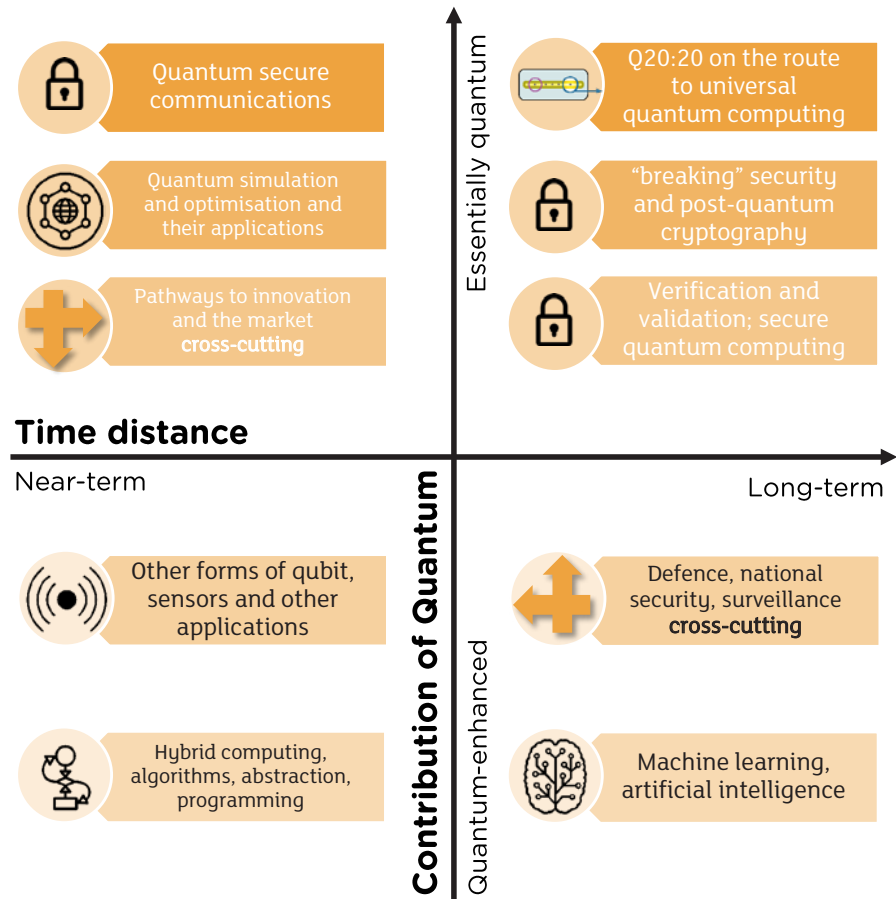 Quantum secure
communications
Quantum simulation
and optimisation and
their applications
Pathways to innovation
and the market
cross-cutting
Essentially quantum
Q20:20 on the route
to universal
quantum computing
“breaking” security
and post-quantum
cryptography
Verification and
validation; secure
quantum computing
Time distance
Near-term
Long-term
Contribution of Quantum
Quantum-enhanced
Other forms of qubit,
sensors and other
applications
Hybrid computing,
algorithms, abstraction,
programming
Defence, national
security, surveillance
cross-cutting
Machine learning,
artificial intelligence